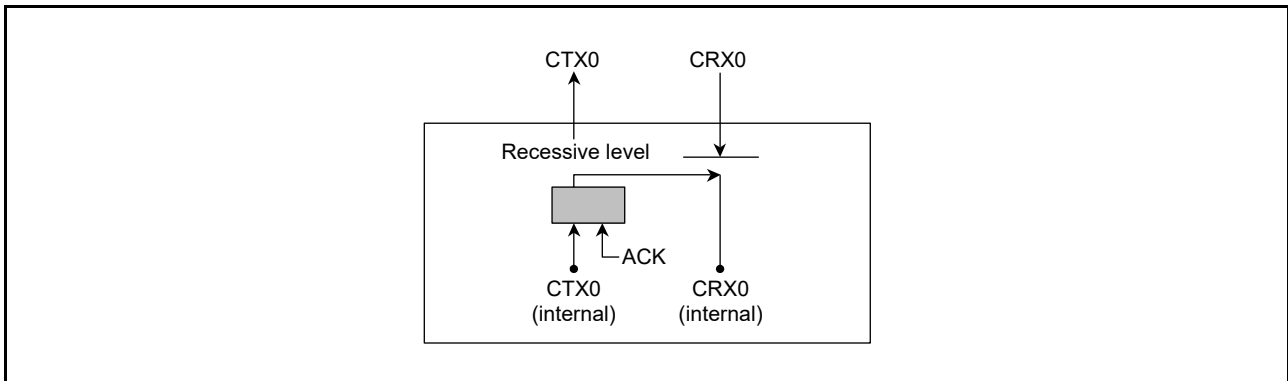 CTX0
CRX0
Recessive level
ACK
CTX0
(internal)
CRX0
(internal)